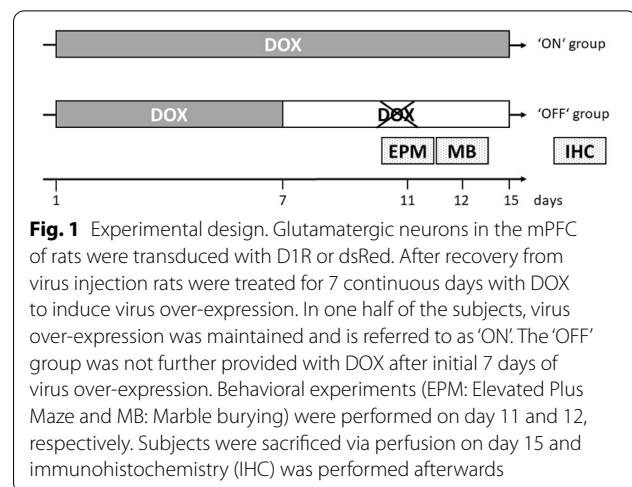 DOX
‘ON‘ group
DOX
DOX
‘OFF‘ group
EPM
MB
IHC
1
7
11
12
15
days
Fig. 1 Experimental design. Glutamatergic neurons in the mPFC
of rats were transduced with D1R or dsRed. After recovery from
virus injection rats were treated for 7 continuous days with DOX
to induce virus over-expression. In one half of the subjects, virus
over-expression was maintained and is referred to as ‘ON’. The ‘OFF’
group was not further provided with DOX after initial 7 days of
virus over-expression. Behavioral experiments (EPM: Elevated Plus
Maze and MB: Marble burying) were performed on day 11 and 12,
respectively. Subjects were sacrificed via perfusion on day 15 and
immunohistochemistry (IHC) was performed afterwards